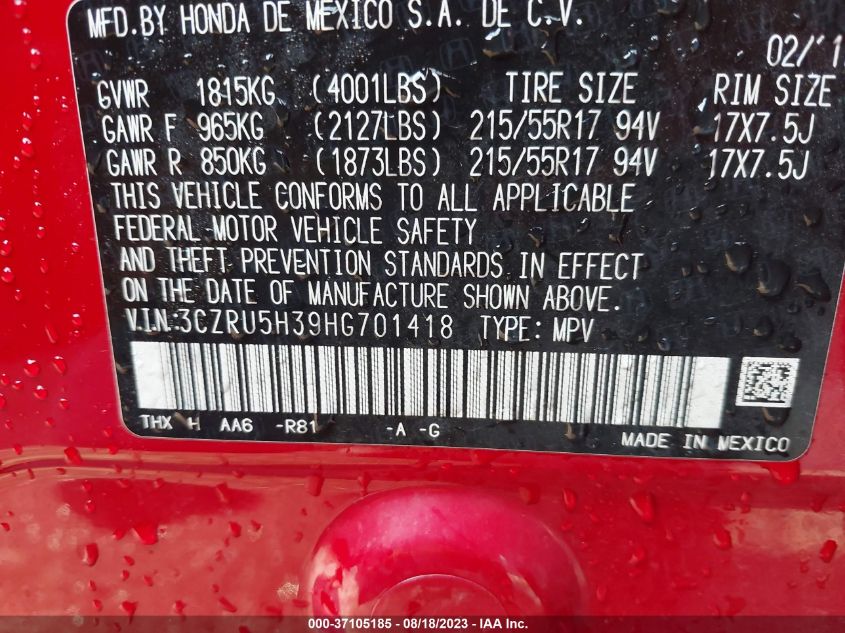 MFD.BY HONDA DE MEXICO S.A. DE C.V.
02/'1
GVWR 1815KG (4001LBS) TIRE SIZE RIM SIZE
GAWR F 965KG (2127LBS) 215/55R17 94V 17X7.5J
GAWR R 850KG (1873LBS) 215/55R17 94V 17X7.5J
THIS VEHICLE CONFORMS TO ALL APPLICABLE
FEDERAL MOTOR VEHICLE SAFETY
AND THEFT PREVENTION STANDARDS IN EFFECT
ON THE DATE OF MANUFACTURE SHOWN ABOVE.
V.I.N:3CZRU5H39HG701418 TYPE: MPV
THX H AA6 -R81 -A -G
MADE IN MEXICO
000-37105185 - 08/18/2023 - IAA Inc.